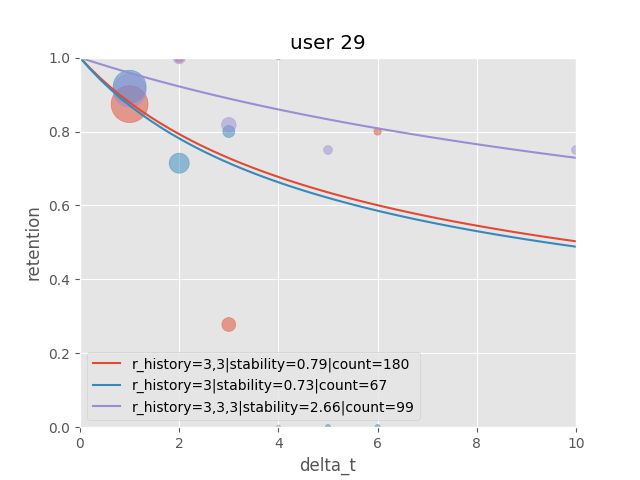 user 29
1.0
0.8
0.6
0.4
0.2
0.0
retention
r_history=3,3|stability=0.79|count=180
r_history=3|stability=0.73|count=67
r_history=3,3,3|stability=2.66|count=99
0 2 4 6 8 10
delta_t